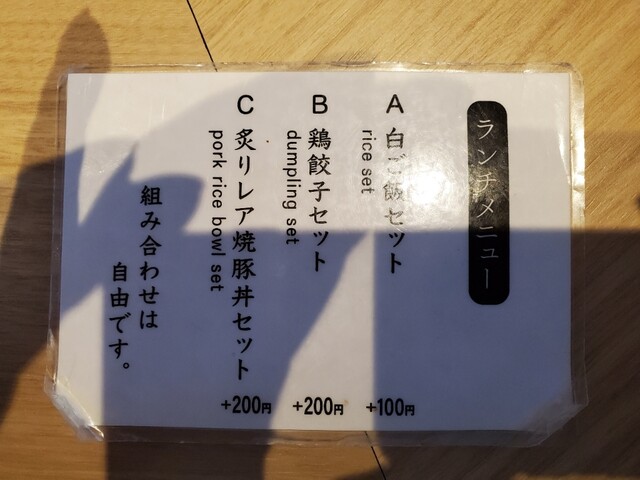 ランチメニュー
A 白ご飯セット +100円
rice set
B 鶏餃子セット +200円
dumpling set
C 炙りレア焼豚丼セット +200円
pork rice bowl set
組み合わせは
自由です。